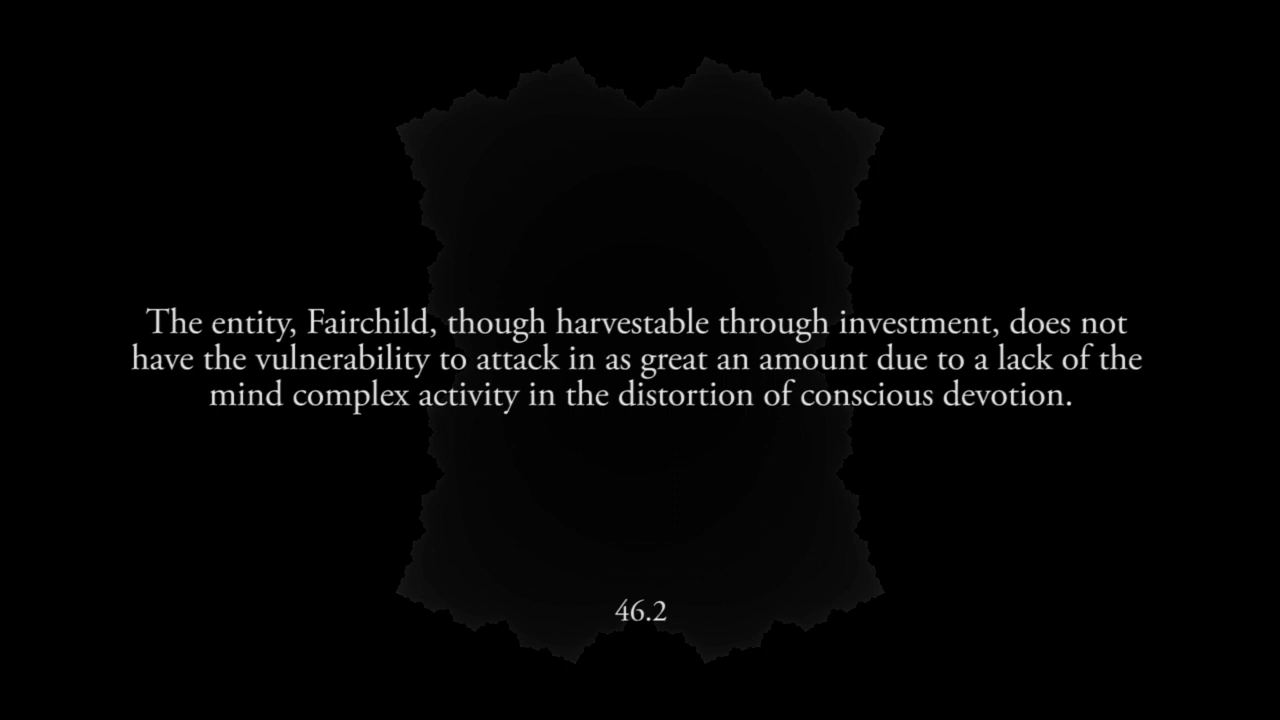 The entity, Fairchild, though harvestable through investment, does not
have the vulnerability to attack in as great an amount due to a lack of the
mind complex activity in the distortion of conscious devotion.
46.2